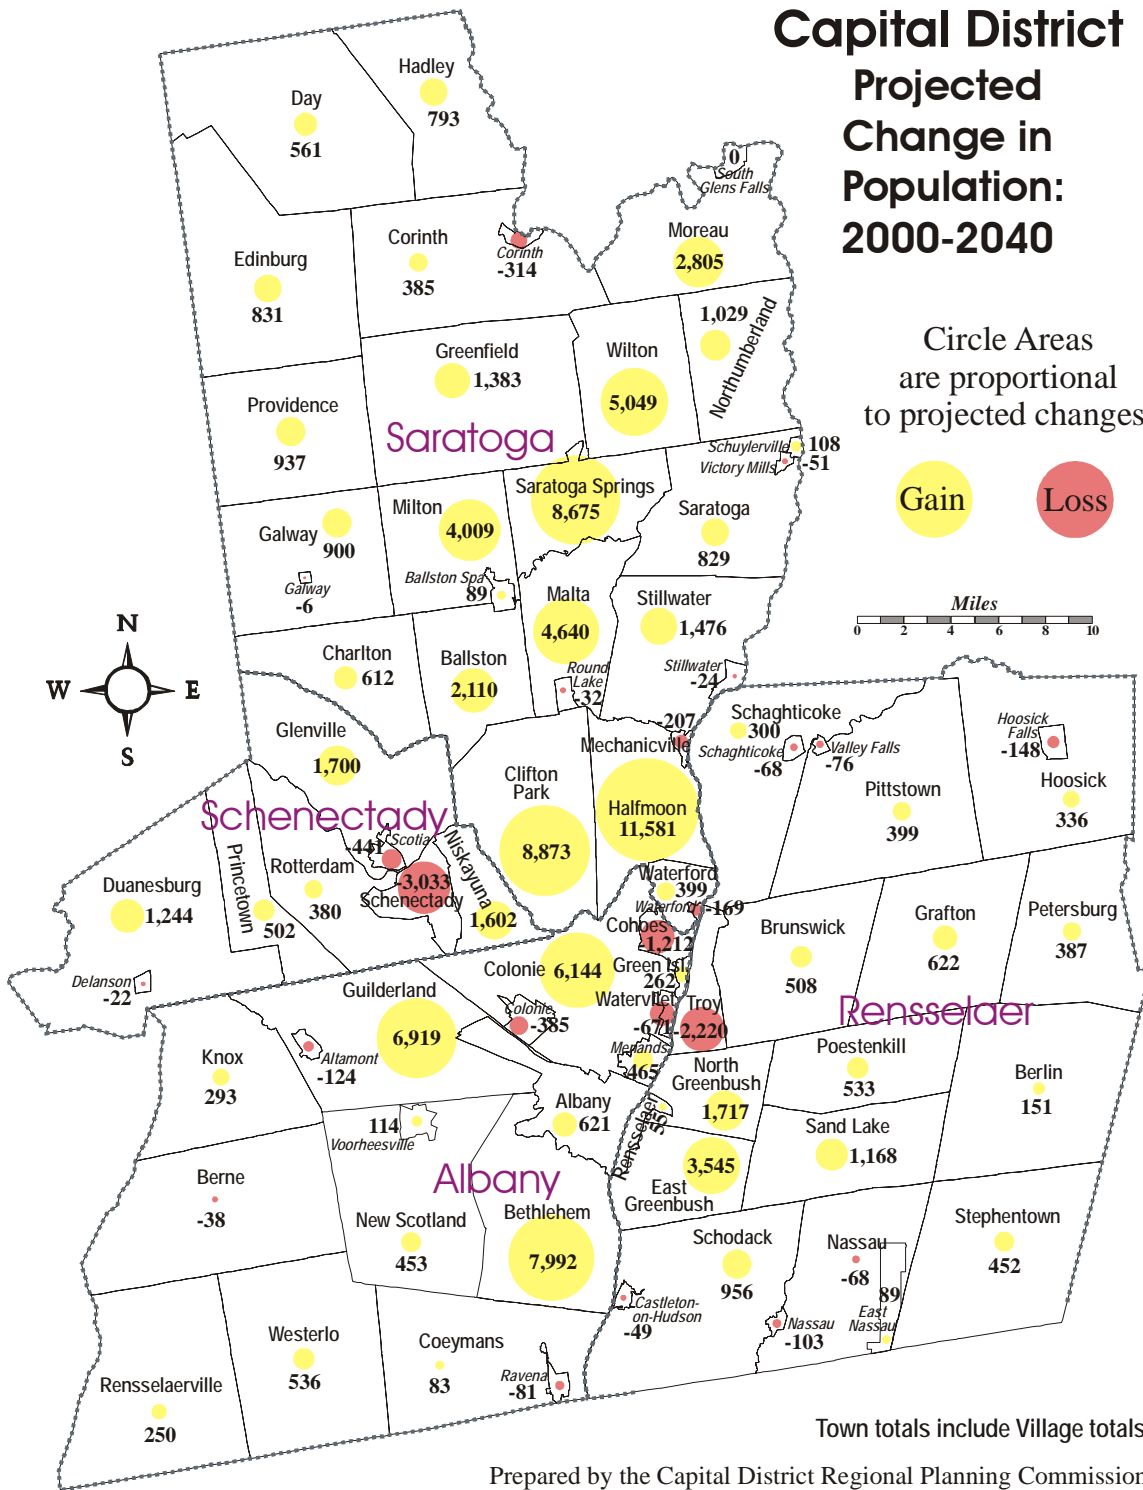 Capital District
Projected
Change in
Population:
2000-2040
Circle Areas
are proportional
to projected changes
Gain
Loss
Miles
0 2 4 6 8 10
N
W E
S
Hadley
793
Day
561
0
South
Glens Falls
Moreau
2,805
Corinth
385
Corinth
-314
Edinburg
831
1,029
Northumberland
Greenfield
1,383
Wilton
5,049
Providence
937
Saratoga
Schuylerville
108
Victory Mills
-51
Saratoga Springs
8,675
Milton
4,009
Saratoga
829
Galway
900
Galway
-6
Ballston Spa
89
Malta
4,640
Stillwater
1,476
Stillwater
-24
Charlton
612
Ballston
2,110
Round
Lake
-32
-207
Mechanicville
Schaghticoke
300
Schaghticoke
-68
Valley Falls
-76
Hoosick
Falls
-148
Hoosick
336
Pittstown
399
Glenville
1,700
Clifton
Park
8,873
Halfmoon
11,581
Schenectady
Scotia
-441
-3,033
Schenectady
Niskayuna
1,602
Princetown
502
Rotterdam
380
Duanesburg
1,244
Delanson
-22
Waterford
399
Waterford
-169
Cohoes
-1,212
Colonie
6,144
Green Isl.
262
Brunswick
508
Grafton
622
Petersburg
387
Guilderland
6,919
Colonie
-385
Watervliet
-671
Troy
-2,220
Rensselaer
Menands
465
Knox
293
Altamont
-124
North
Greenbush
1,717
Poestenkill
533
Berlin
151
Albany
621
Rensselaer
55
114
Voorheesville
Sand Lake
1,168
3,545
East
Greenbush
Berne
-38
Albany
New Scotland
453
Bethlehem
7,992
Schodack
956
Nassau
-68
89
East
Nassau
Stephentown
452
Castleton-
on-Hudson
-49
Nassau
-103
Westerlo
536
Coeymans
83
Ravena
-81
Rensselaerville
250
Town totals include Village totals
Prepared by the Capital District Regional Planning Commission